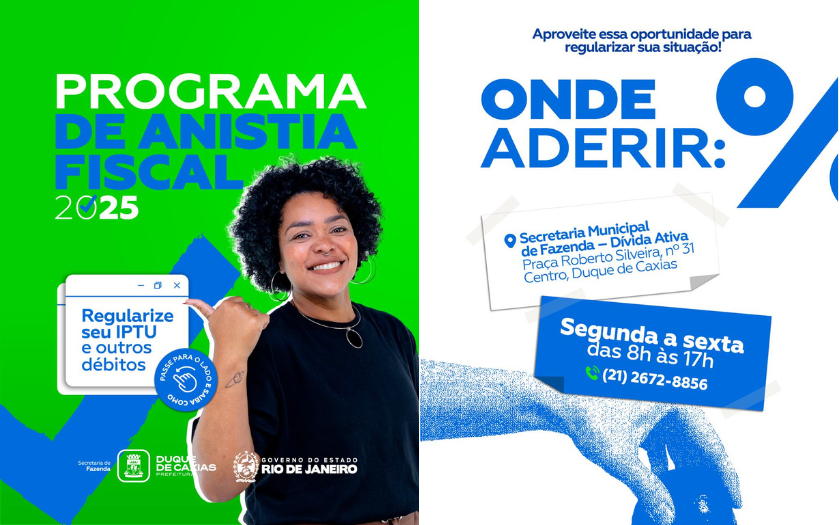 PROGRAMA
DE ANISTIA
FISCAL
2025
Regularize
seu IPTU
e outros
débitos
PASSE PARO O LADO E SAIBA COMO
Secretaria de
Fazenda
DUQUE
DE CAXIAS
PREFEITURA
GOVERNO DO ESTADO
RIO DE JANEIRO
Aproveite essa oportunidade para
regularizar sua situação!
ONDE %
ADERIR:
Secretaria Municipal
de Fazenda – Dívida Ativa
Praça Roberto Silveira, nº 31
Centro, Duque de Caxias
Segunda a sexta
das 8h às 17h
(21) 2672-8856